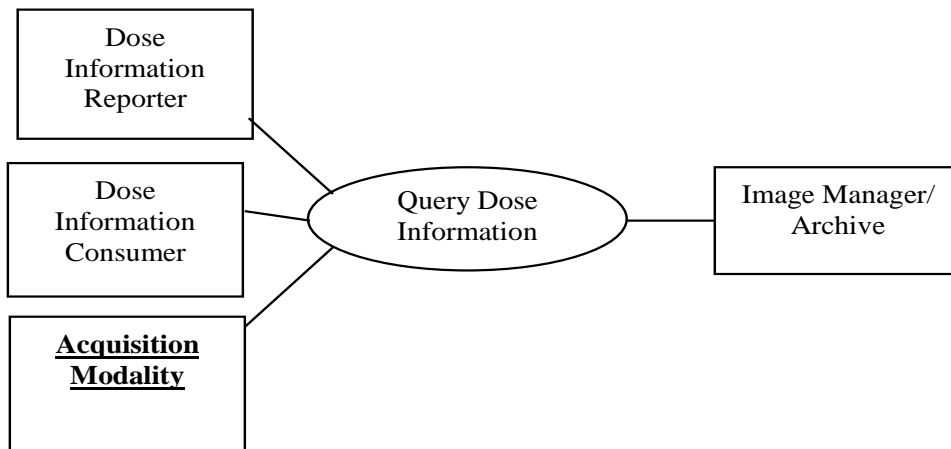 Dose
Information
Reporter
Dose
Information
Consumer
Acquisition
Modality
Query Dose
Information
Image Manager/
Archive